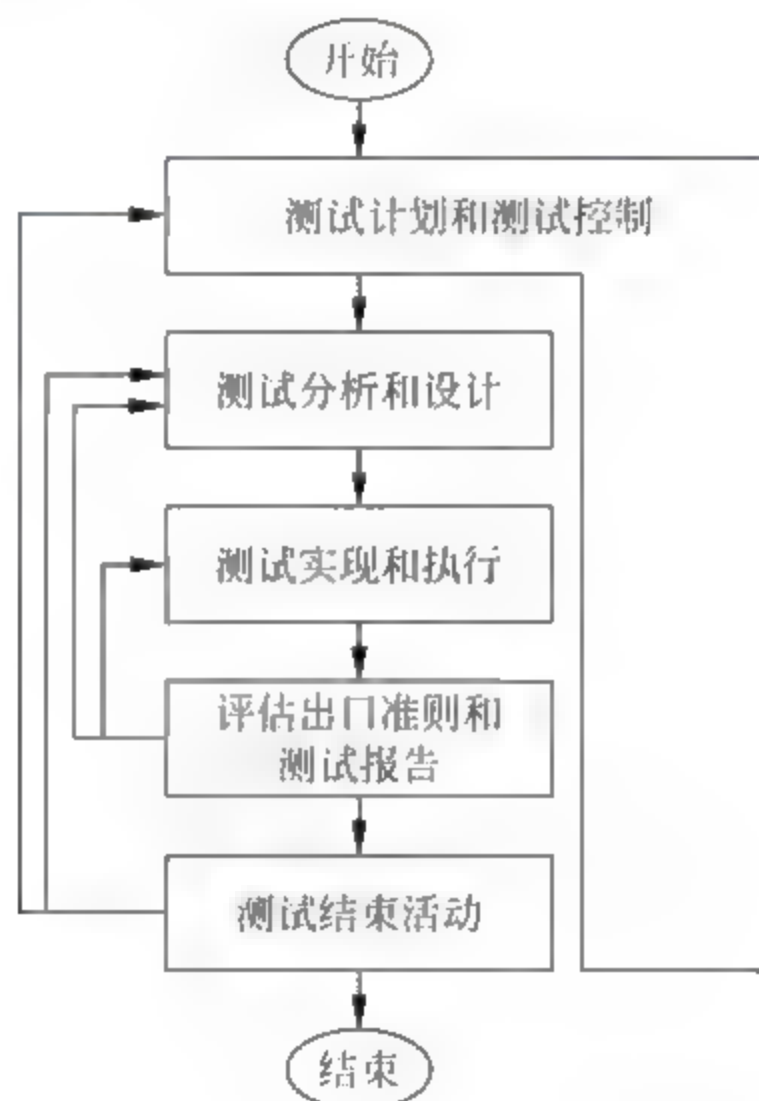 开始
测试计划和测试控制
测试分析和设计
测试实现和执行
评估出口准则和
测试报告
测试结束活动
结束